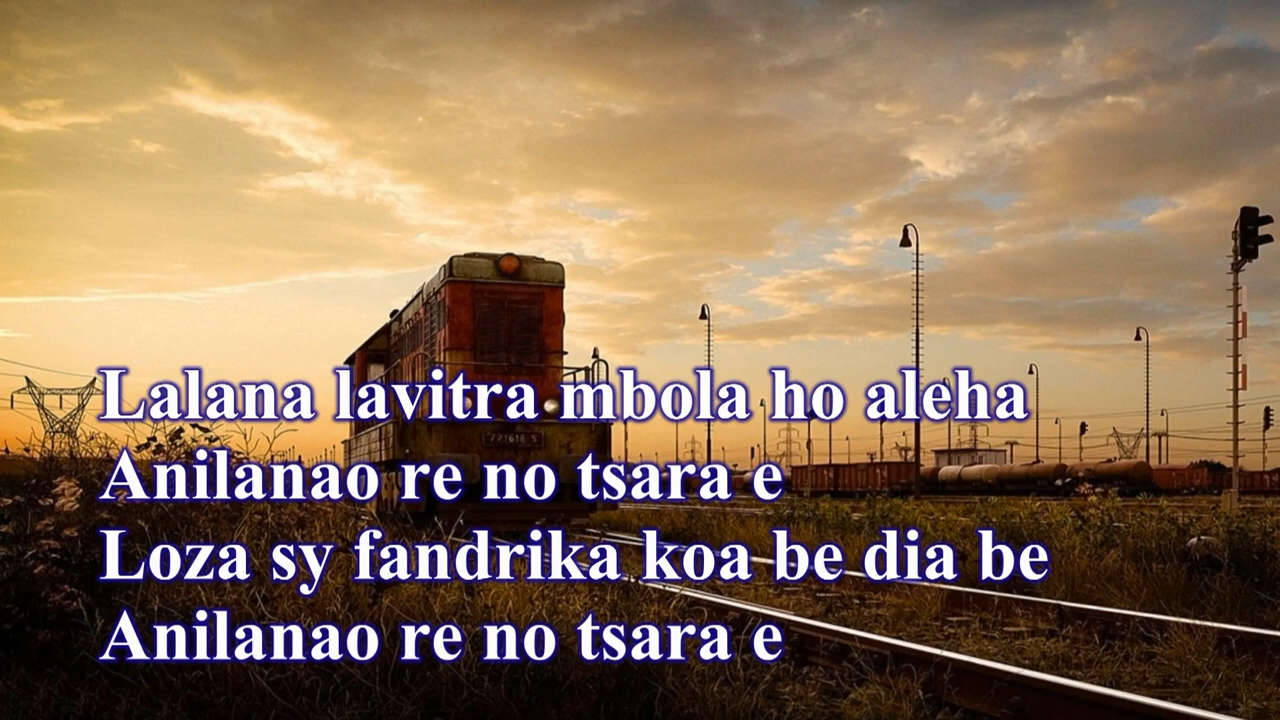 Lalana lavitra mbola ho aleha
Anilanao re no tsara e
Loza sy fandrika koa be dia be
Anilanao re no tsara e